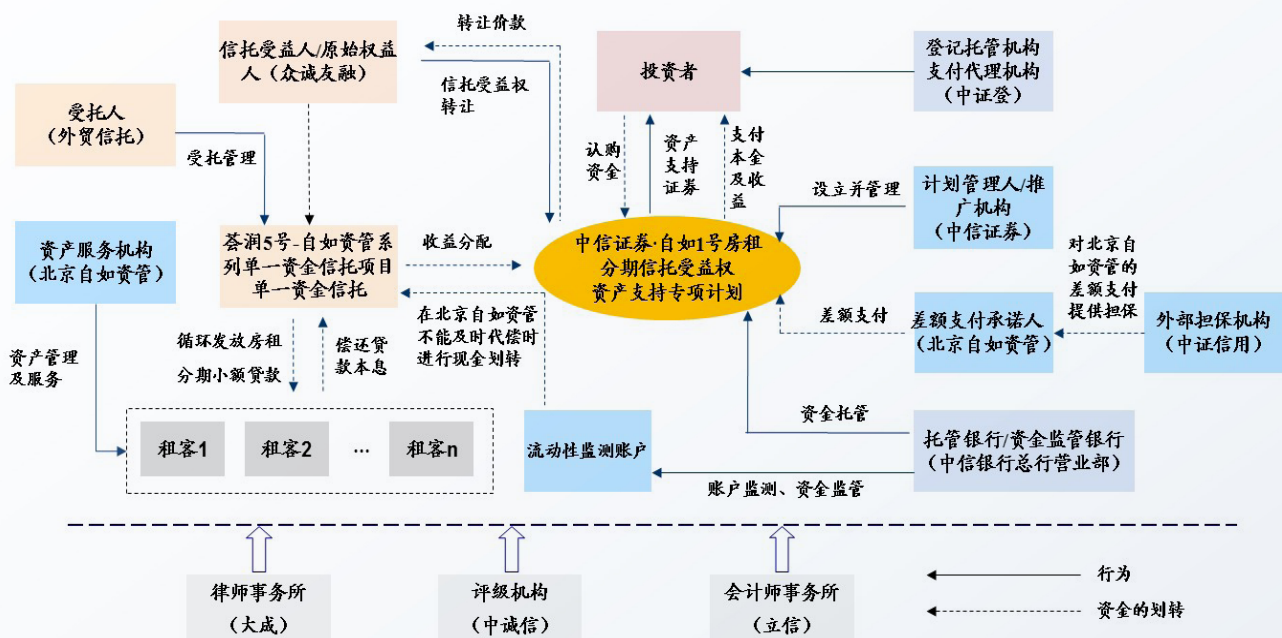 转让价款
信托受益人/原始权益
人（众诚友融）
信托受益权
转让
投资者
登记托管机构
支付代理机构
（中证登）
受托人
（外贸信托）
受托管理
认购
资金
资产
支持
证券
支付
本金
及收
益
设立并管理
计划管理人/推
广机构
（中信证券）
资产服务机构
（北京自如资管）
荟润5号-自如资管系
列单一资金信托项目
单一资金信托
收益分配
中信证券·自如1号房租
分期信托受益权
资产支持专项计划
对北京自
如资管的
差额支付
提供担保
差额支付
差额支付承诺人
（北京自如资管）
外部担保机构
（中证信用）
在北京自如资管
不能及时代偿时
进行现金划转
循环发放房租
分期小额贷款
偿还贷
款本息
资产管理
及服务
资金托管
租客1
租客2
...
租客n
流动性监测账户
托管银行/资金监管银行
（中信银行总行营业部）
账户监测、资金监管
律师事务所
（大成）
评级机构
（中诚信）
会计师事务所
（立信）
行为
资金的划转